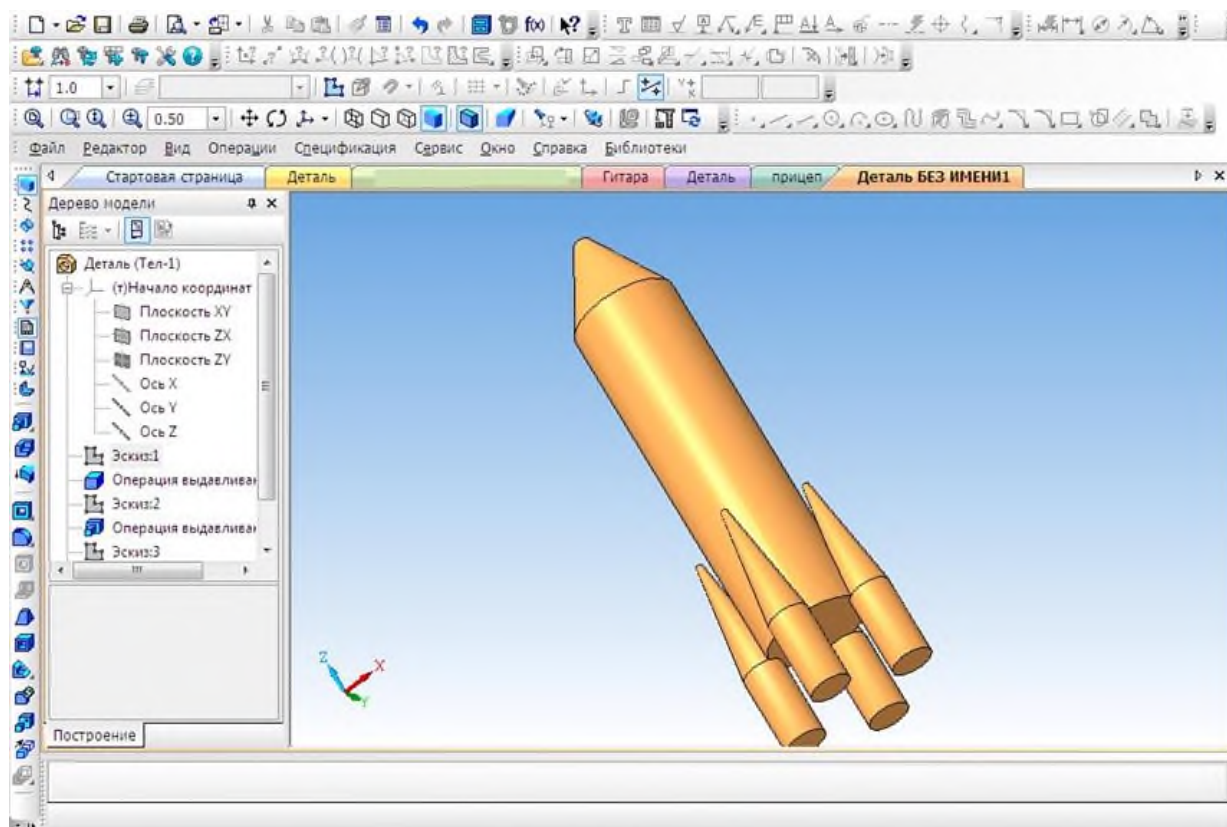 1.0
0.50
Файл Редактор Вид Операции Спецификация Сервис Окно Справка Библиотеки
Стартовая страница Деталь Гитара Деталь прицеп Деталь БЕЗ ИМЕНИ1
Дерево модели
Деталь (Тел-1)
(т)Начало координат
Плоскость XY
Плоскость ZX
Плоскость ZY
Ось X
Ось Y
Ось Z
Эскиз:1
Операция выдавлива
Эскиз:2
Операция выдавлива
Эскиз:3
Z
X
Y
Построение